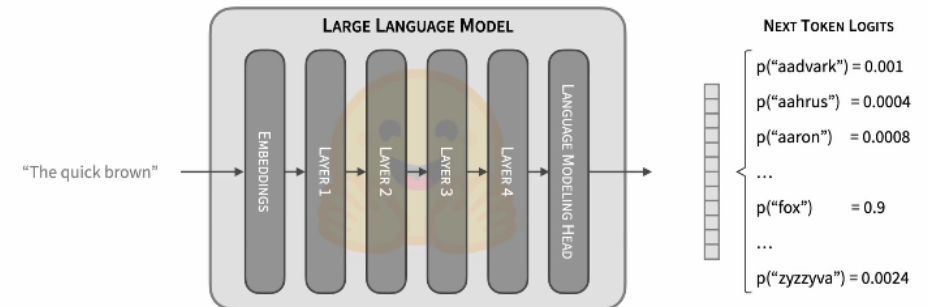 LARGE LANGUAGE MODEL
NEXT TOKEN LOGITS
"The quick brown"
EMBEDDINGS
LAYER 1
LAYER 2
LAYER 3
LAYER 4
LANGUAGE MODELING HEAD
p("aadvark") = 0.001
p("aahrus") = 0.0004
p("aaron") = 0.0008
...
p("fox") = 0.9
...
p("zyzzyva") = 0.0024